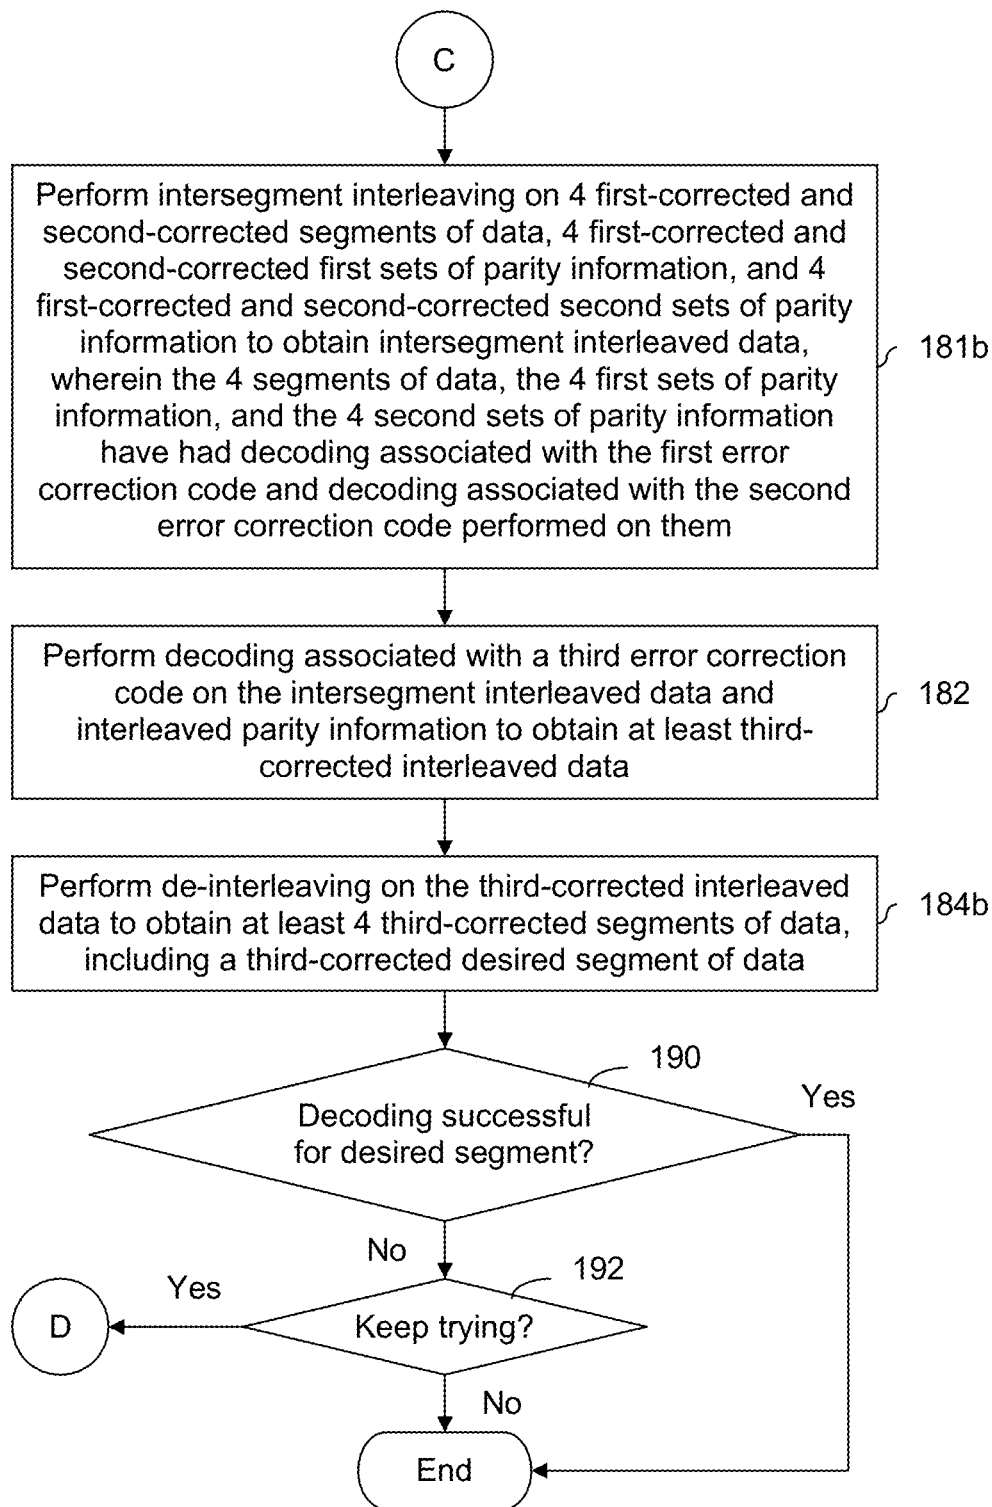 C
Perform intersegment interleaving on 4 first-corrected and
second-corrected segments of data, 4 first-corrected and
second-corrected first sets of parity information, and 4
first-corrected and second-corrected second sets of parity
information to obtain intersegment interleaved data,
wherein the 4 segments of data, the 4 first sets of parity
information, and the 4 second sets of parity information
have had decoding associated with the first error
correction code and decoding associated with the second
error correction code performed on them
181b
Perform decoding associated with a third error correction
code on the intersegment interleaved data and
interleaved parity information to obtain at least third-
corrected interleaved data
182
Perform de-interleaving on the third-corrected interleaved
data to obtain at least 4 third-corrected segments of data,
including a third-corrected desired segment of data
184b
190
Decoding successful
for desired segment?
Yes
No
192
Yes
D
Keep trying?
No
End